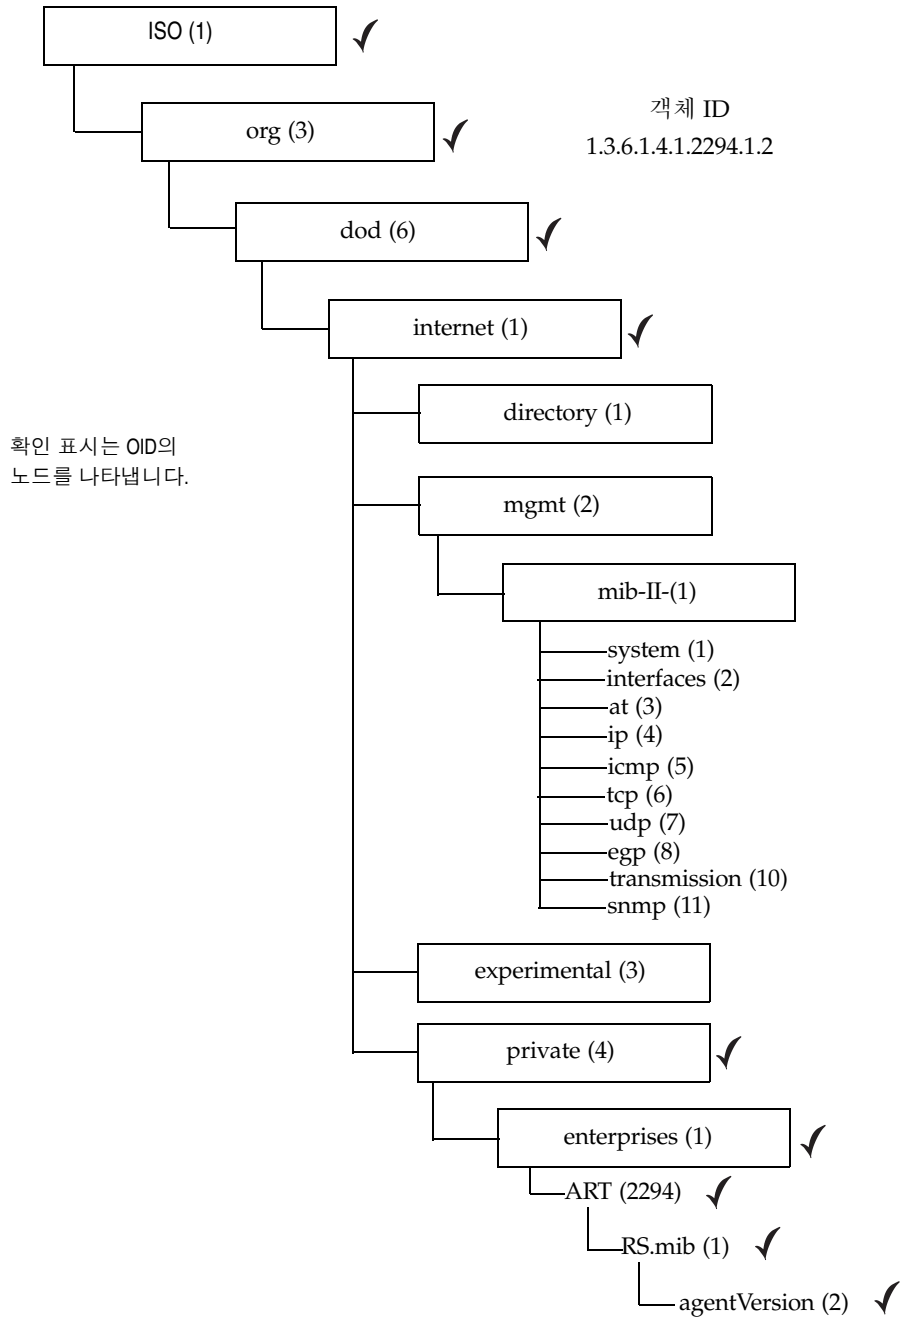 ISO (1)
org (3)
객체 ID
1.3.6.1.4.1.2294.1.2
dod (6)
internet (1)
directory (1)
확인 표시는 OID의
노드를 나타냅니다.
mgmt (2)
mib-II-(1)
system (1)
interfaces (2)
at (3)
ip (4)
icmp (5)
tcp (6)
udp (7)
egp (8)
transmission (10)
snmp (11)
experimental (3)
private (4)
enterprises (1)
ART (2294)
RS.mib (1)
agentVersion (2)